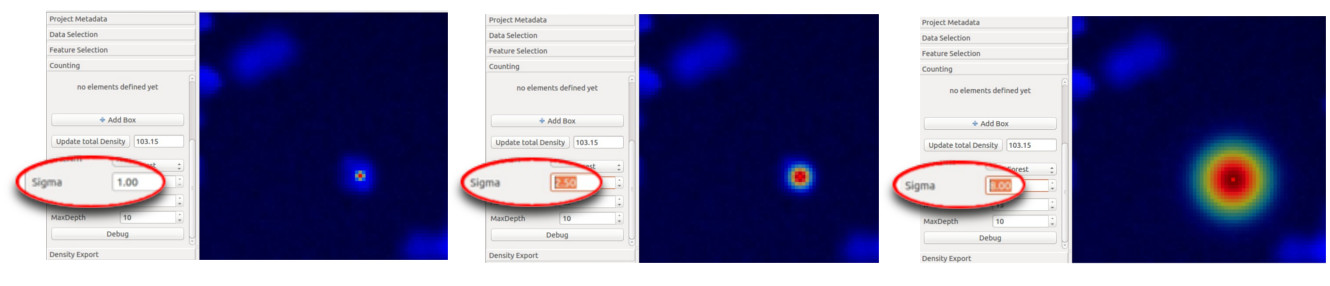 Project Metadata
Data Selection
Feature Selection
Counting
no elements defined yet
Add Box
Update total Density 103.15
Sigma 1.00
MaxDepth 10
Debug
Density Export
Project Metadata
Data Selection
Feature Selection
Counting
no elements defined yet
Add Box
Update total Density 103.15
Sigma 2.50
MaxDepth 10
Debug
Density Export
Project Metadata
Data Selection
Feature Selection
Counting
no elements defined yet
Add Box
Update total Density 103.15
Sigma 8.00
MaxDepth 10
Debug
Density Export